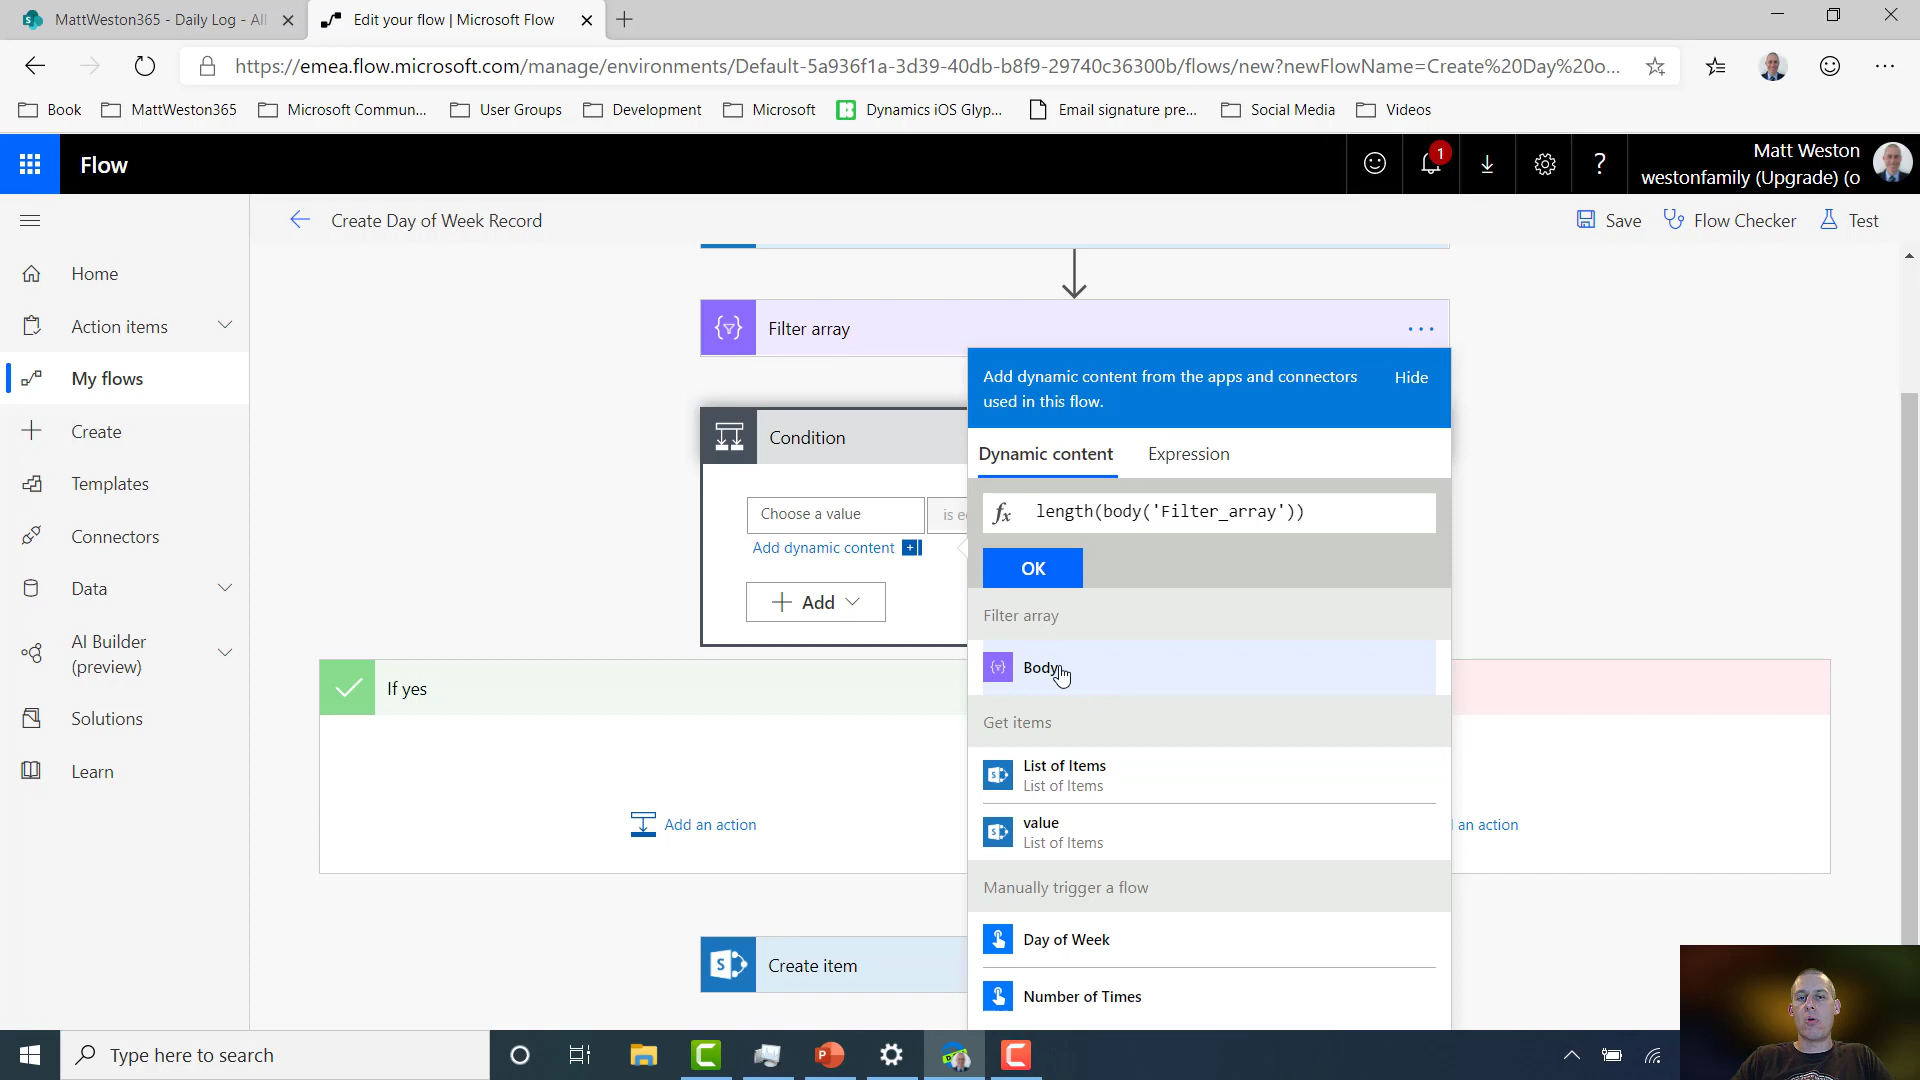 MattWeston365 - Daily Log - All
Edit your flow | Microsoft Flow
https://emea.flow.microsoft.com/manage/environments/Default-5a936f1a-3d39-40db-b8f9-29740c36300b/flows/new?newFlowName=Create%20Day%20o...
Book
MattWeston365
Microsoft Commun...
User Groups
Development
Microsoft
Dynamics iOS Glyp...
Email signature pre...
Social Media
Videos
Flow
1
?
Matt Weston
westonfamily (Upgrade) (o
Create Day of Week Record
Save
Flow Checker
Test
Home
Action items
My flows
Create
Templates
Connectors
Data
AI Builder
(preview)
Solutions
Learn
Filter array
Condition
Choose a value
is e
Add dynamic content
Add
If yes
Add an action
Create item
Add dynamic content from the apps and connectors
used in this flow.
Hide
Dynamic content
Expression
fx
length(body('Filter_array'))
OK
Filter array
Body
Get items
List of Items
List of Items
value
List of Items
Manually trigger a flow
Day of Week
Number of Times
an action
Type here to search